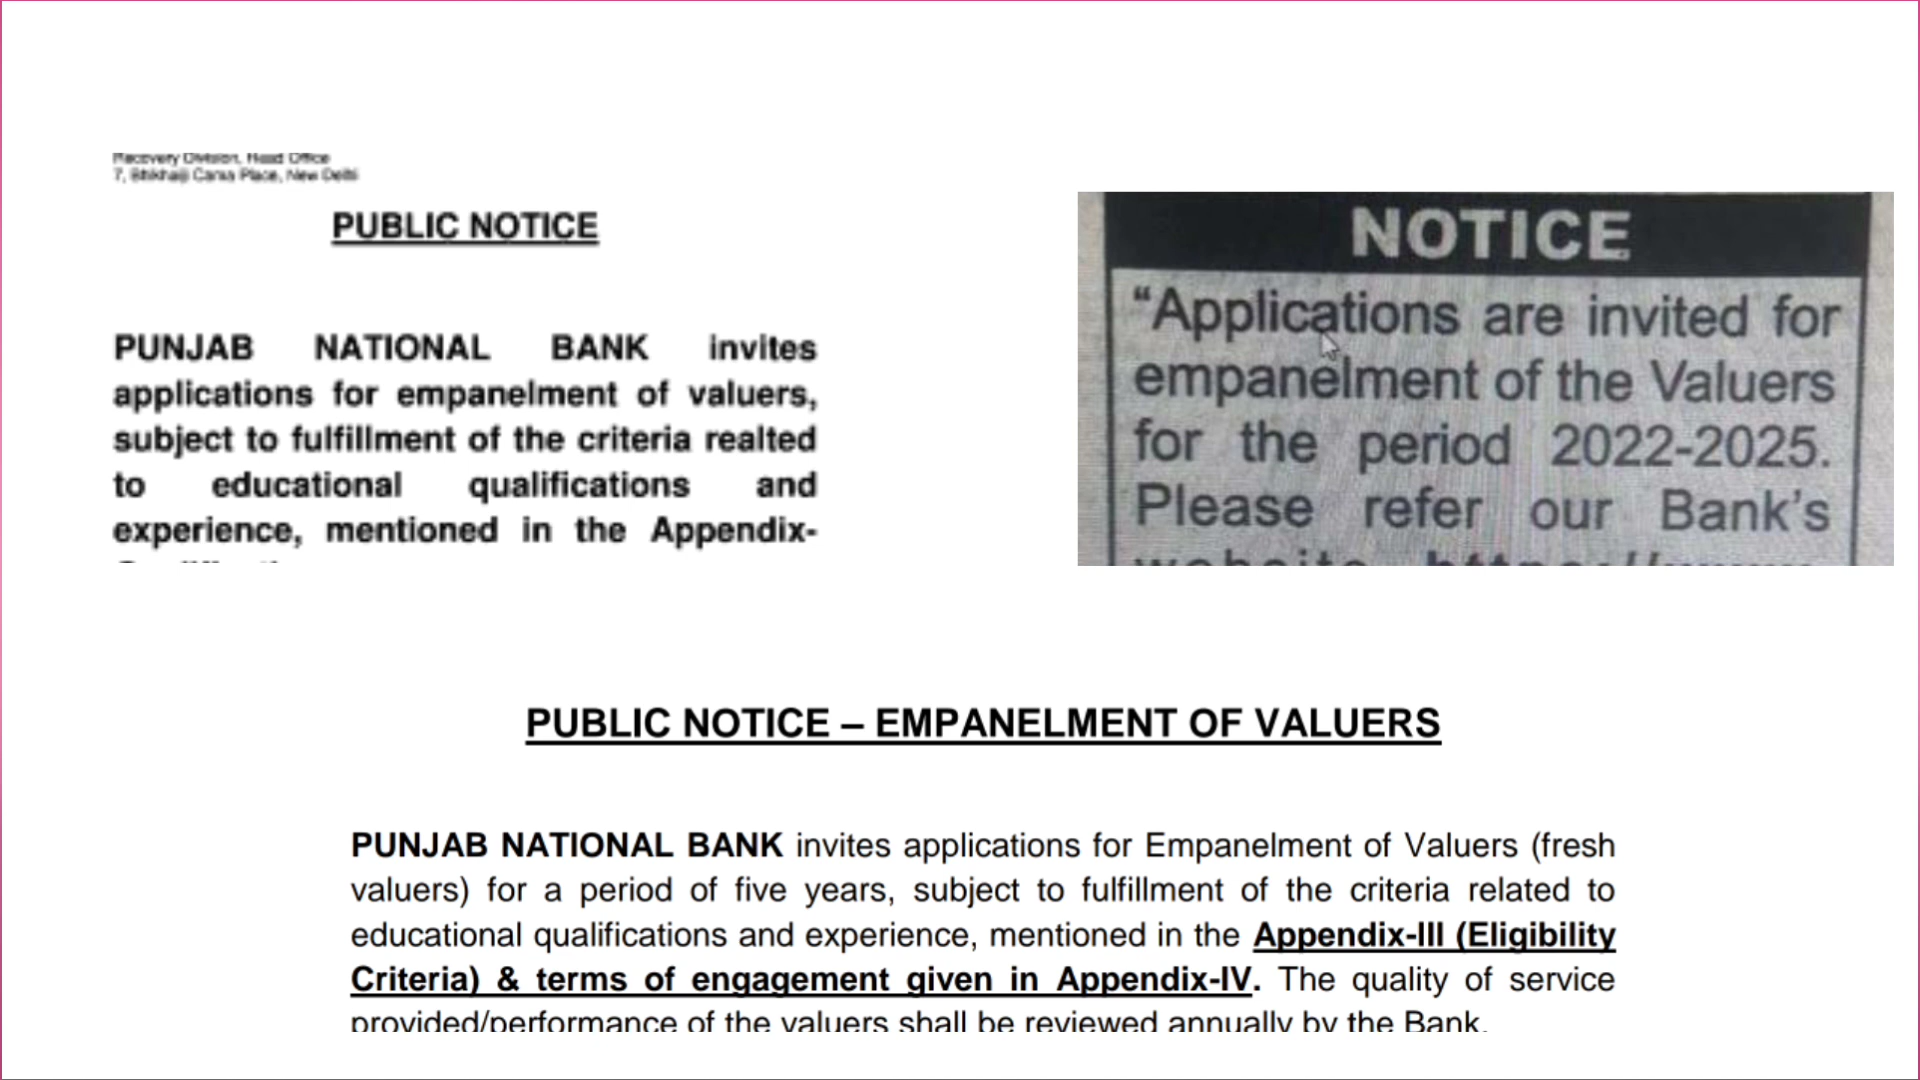 Recovery Division, Head Office
7, Bhikhaiji Cama Place, New Delhi
PUBLIC NOTICE
PUNJAB NATIONAL BANK invites
applications for empanelment of valuers,
subject to fulfillment of the criteria realted
to educational qualifications and
experience, mentioned in the Appendix-
NOTICE
“Applications are invited for
empanelment of the Valuers
for the period 2022-2025.
Please refer our Bank’s
website https://www.
PUBLIC NOTICE – EMPANELMENT OF VALUERS
PUNJAB NATIONAL BANK invites applications for Empanelment of Valuers (fresh
valuers) for a period of five years, subject to fulfillment of the criteria related to
educational qualifications and experience, mentioned in the Appendix-III (Eligibility
Criteria) & terms of engagement given in Appendix-IV. The quality of service
provided/performance of the valuers shall be reviewed annually by the Bank.